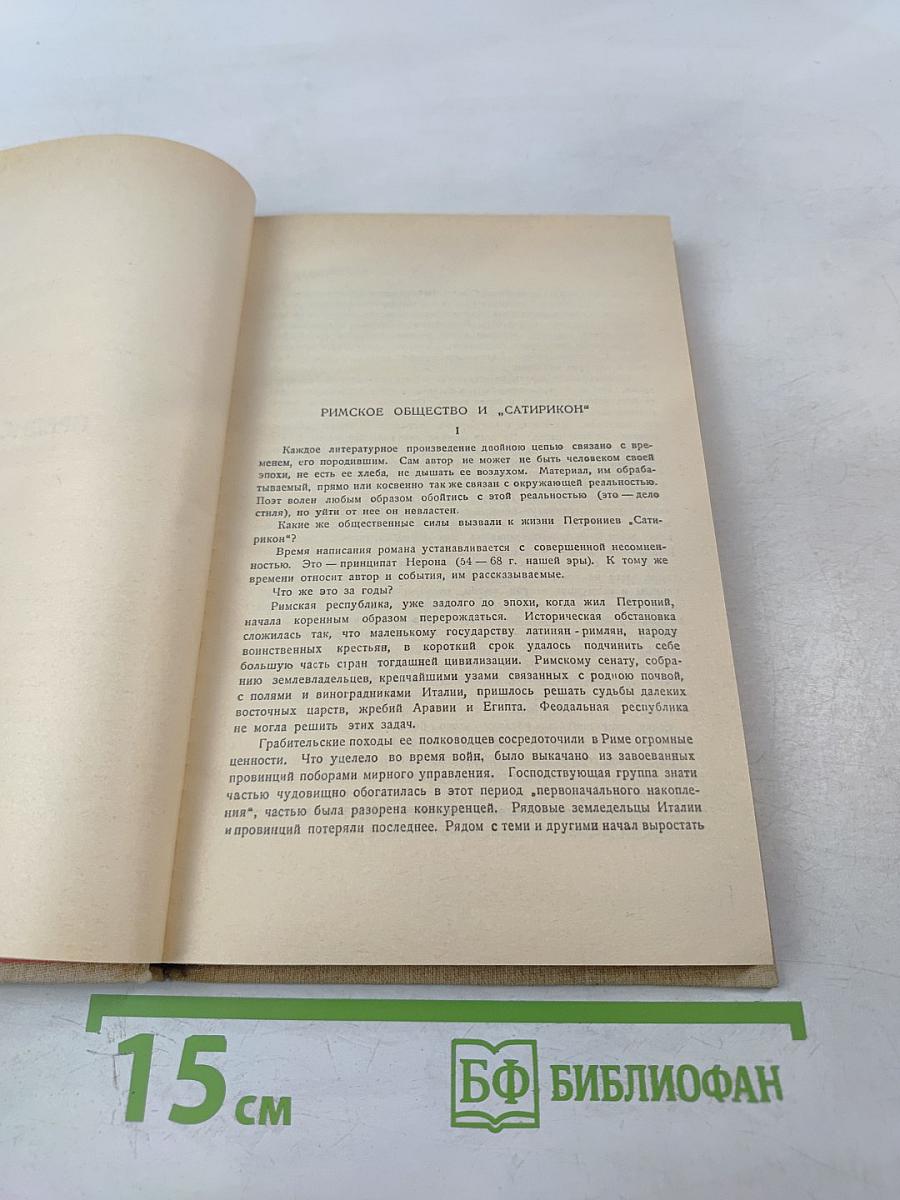 РИМСКОЕ ОБЩЕСТВО И „САТИРИКОН“
I
Каждое литературное произведение двойною цепью связано с вре-
менем, его породившим. Сам автор не может не быть человеком своей
эпохи, не есть ее хлеба, не дышать ее воздухом. Материал, им обраба-
тываемый, прямо или косвенно так же связан с окружающей реальностью.
Поэт волен любым образом обойтись с этой реальностью (это — дело
стиля), но уйти от нее он невластен.
Какие же общественные силы вызвали к жизни Петрониев „Сати-
рикон“?
Время написания романа устанавливается с совершенной несомнен-
ностью. Это — принципат Нерона (54 — 68 г. нашей эры). К тому же
времени относит автор и события, им рассказываемые.
Что же это за годы?
Римская республика, уже задолго до эпохи, когда жил Петроний,
начала коренным образом перерождаться. Историческая обстановка
сложилась так, что маленькому государству латинян-римлян, народу
воинственных крестьян, в короткий срок удалось подчинить себе
большую часть стран тогдашней цивилизации. Римскому сенату, собра-
нию землевладельцев, крепчайшими узами связанных с родною почвой,
с полями и виноградниками Италии, пришлось решать судьбы далеких
восточных царств, жребий Аравии и Египта. Феодальная республика
не могла решить этих задач.
Грабительские походы ее полководцев сосредоточили в Риме огромные
ценности. Что уцелело во время войн, было выкачано из завоеванных
провинций поборами мирного управления. Господствующая группа знати
частью чудовищно обогатилась в этот период „первоначального накопле-
ния“, частью была разорена конкуренцей. Рядовые земледельцы Италии
и провинций потеряли последнее. Рядом с теми и другими начал выростать
15 см
БФ БИБЛИОФАН